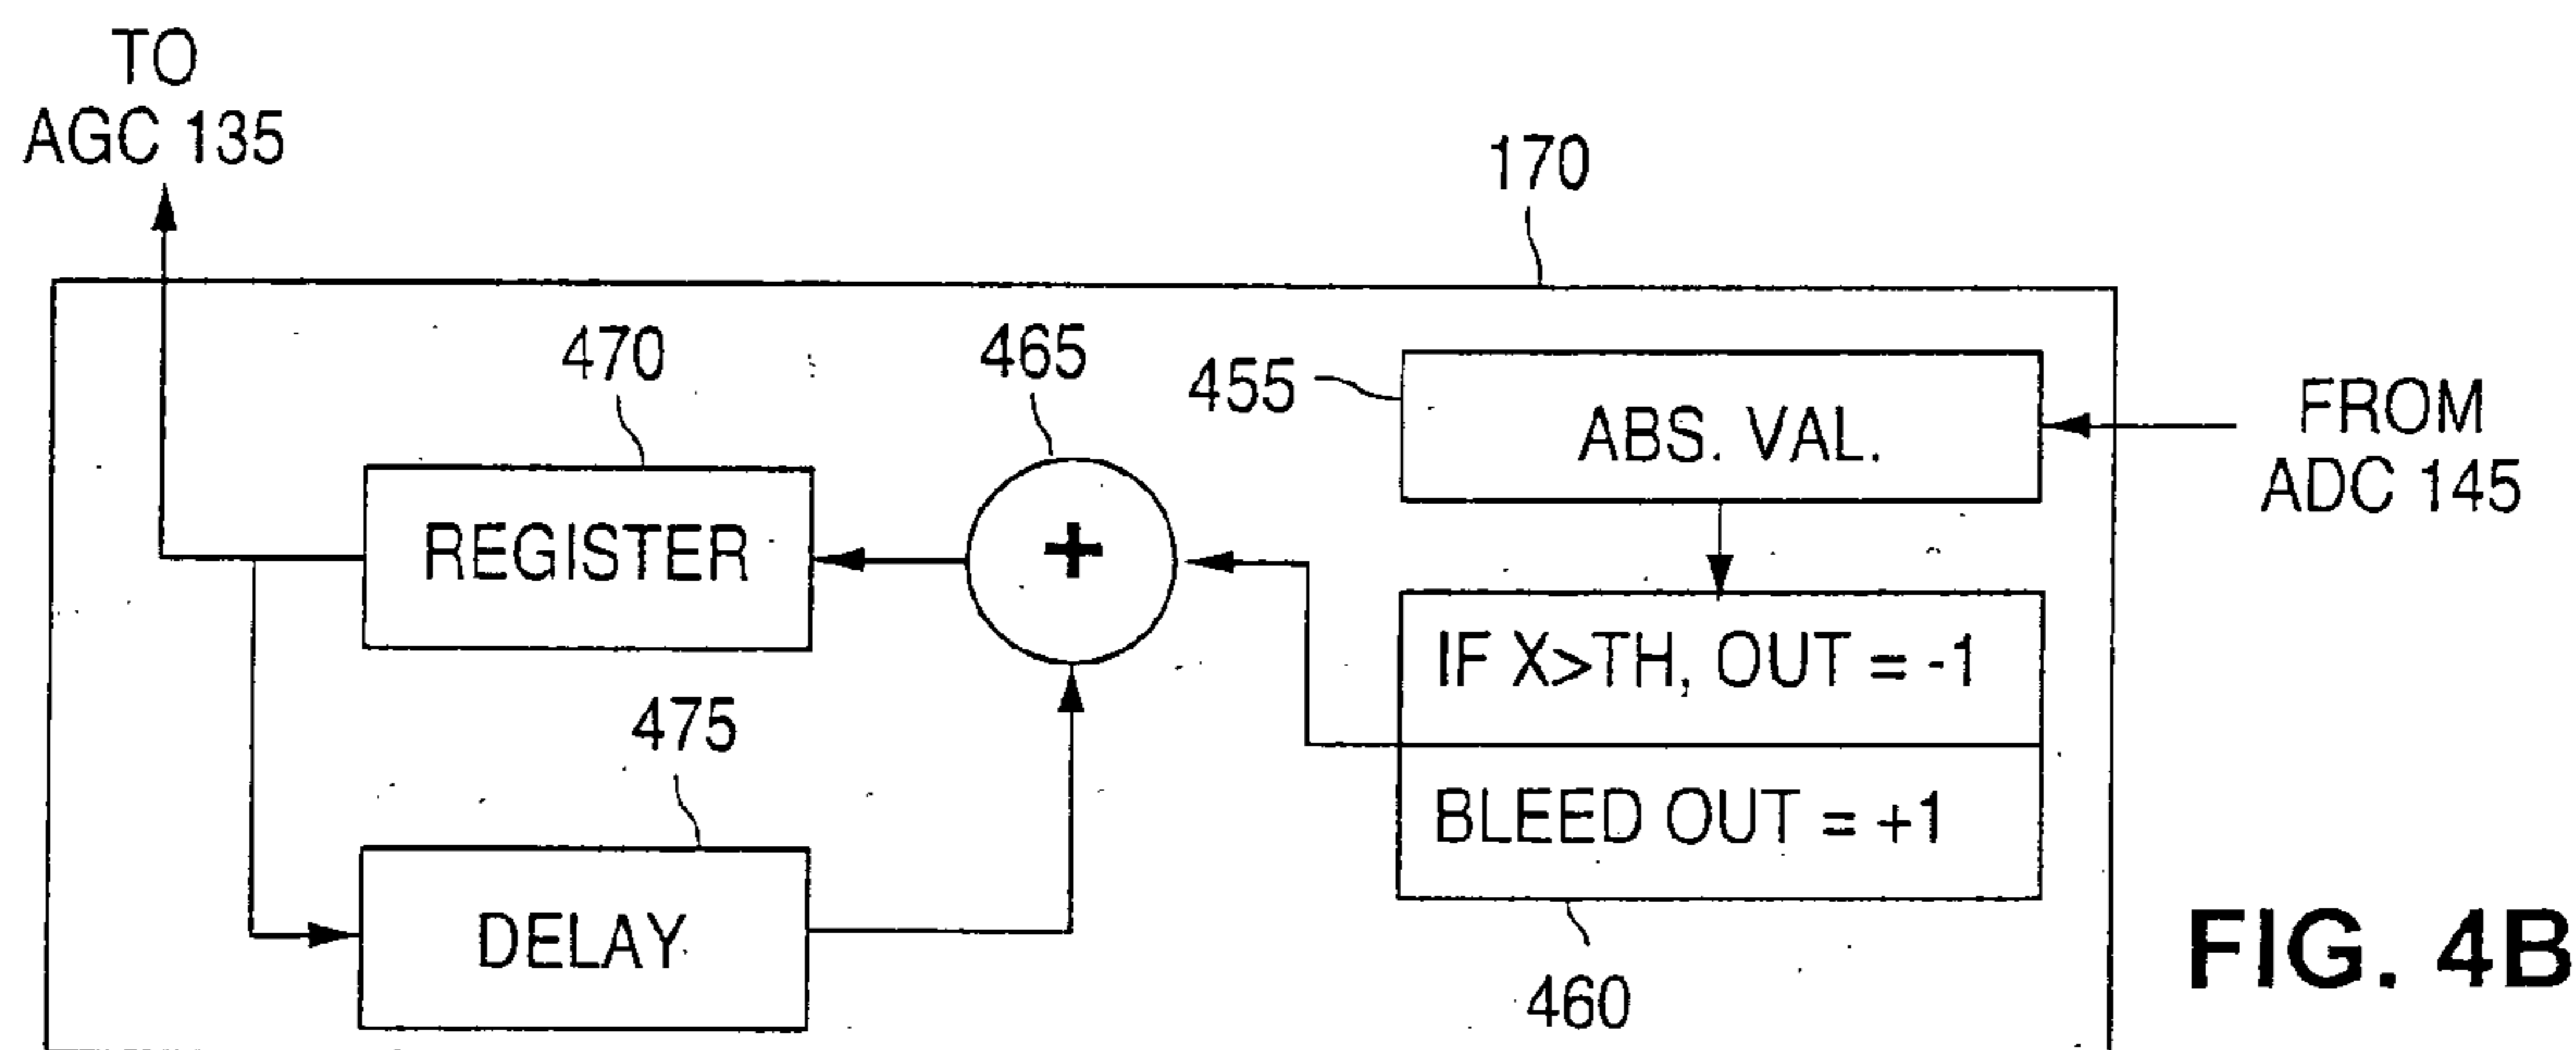 TO
AGC 135
170
470
465
455
ABS. VAL.
FROM
ADC 145
REGISTER
+
IF X>TH, OUT = -1
BLEED OUT = +1
475
DELAY
460
FIG. 4B